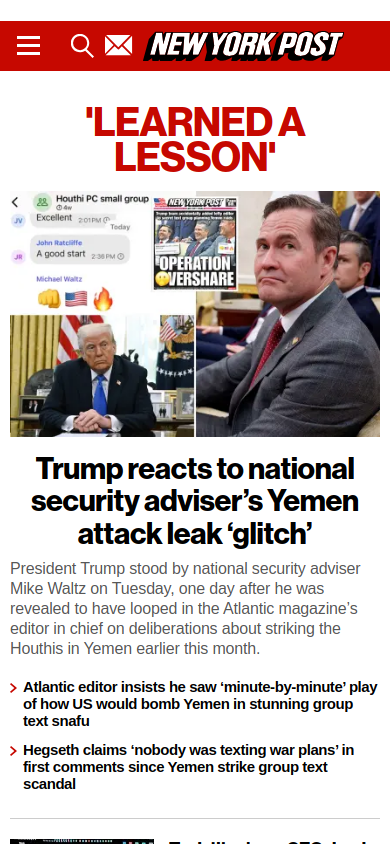 NEW YORK POST
'LEARNED A
LESSON'
Houthi PC small group
4w
JV
Excellent 2:01 PM
Today
John Ratcliffe
JR
A good start 2:38 PM
Michael Waltz
NEW YORK POST
OPERATION
OVERSHARE
Trump reacts to national
security adviser’s Yemen
attack leak ‘glitch’
President Trump stood by national security adviser
Mike Waltz on Tuesday, one day after he was
revealed to have looped in the Atlantic magazine’s
editor in chief on deliberations about striking the
Houthis in Yemen earlier this month.
Atlantic editor insists he saw ‘minute-by-minute’ play
of how US would bomb Yemen in stunning group
text snafu
Hegseth claims ‘nobody was texting war plans’ in
first comments since Yemen strike group text
scandal